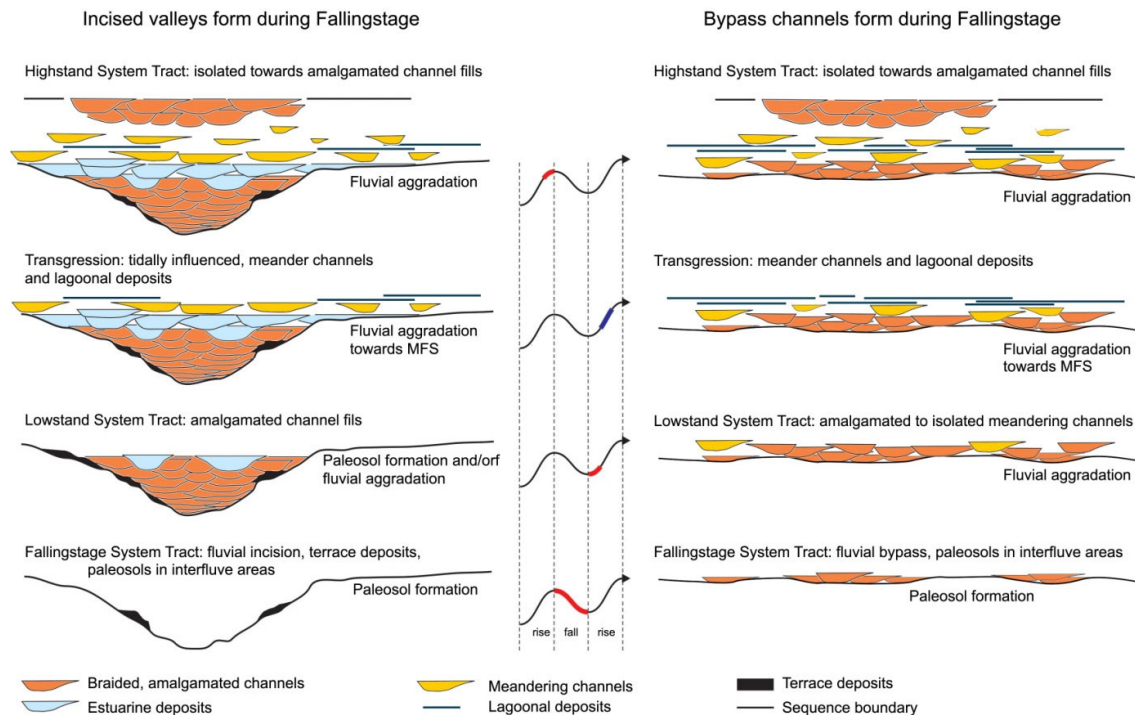 Incised valleys form during Fallingstage
Highstand System Tract: isolated towards amalgamated channel fills
Fluvial aggradation
Transgression: tidally influenced, meander channels
and lagoonal deposits
Fluvial aggradation
towards MFS
Lowstand System Tract: amalgamated channel fils
Paleosol formation and/orf
fluvial aggradation
Fallingstage System Tract: fluvial incision, terrace deposits,
paleosols in interfluve areas
Paleosol formation
rise
fall
rise
Bypass channels form during Fallingstage
Highstand System Tract: isolated towards amalgamated channel fills
Fluvial aggradation
Transgression: meander channels and lagoonal deposits
Fluvial aggradation
towards MFS
Lowstand System Tract: amalgamated to isolated meandering channels
Fluvial aggradation
Fallingstage System Tract: fluvial bypass, paleosols in interfluve areas
Paleosol formation
Braided, amalgamated channels
Estuarine deposits
Meandering channels
Lagoonal deposits
Terrace deposits
Sequence boundary